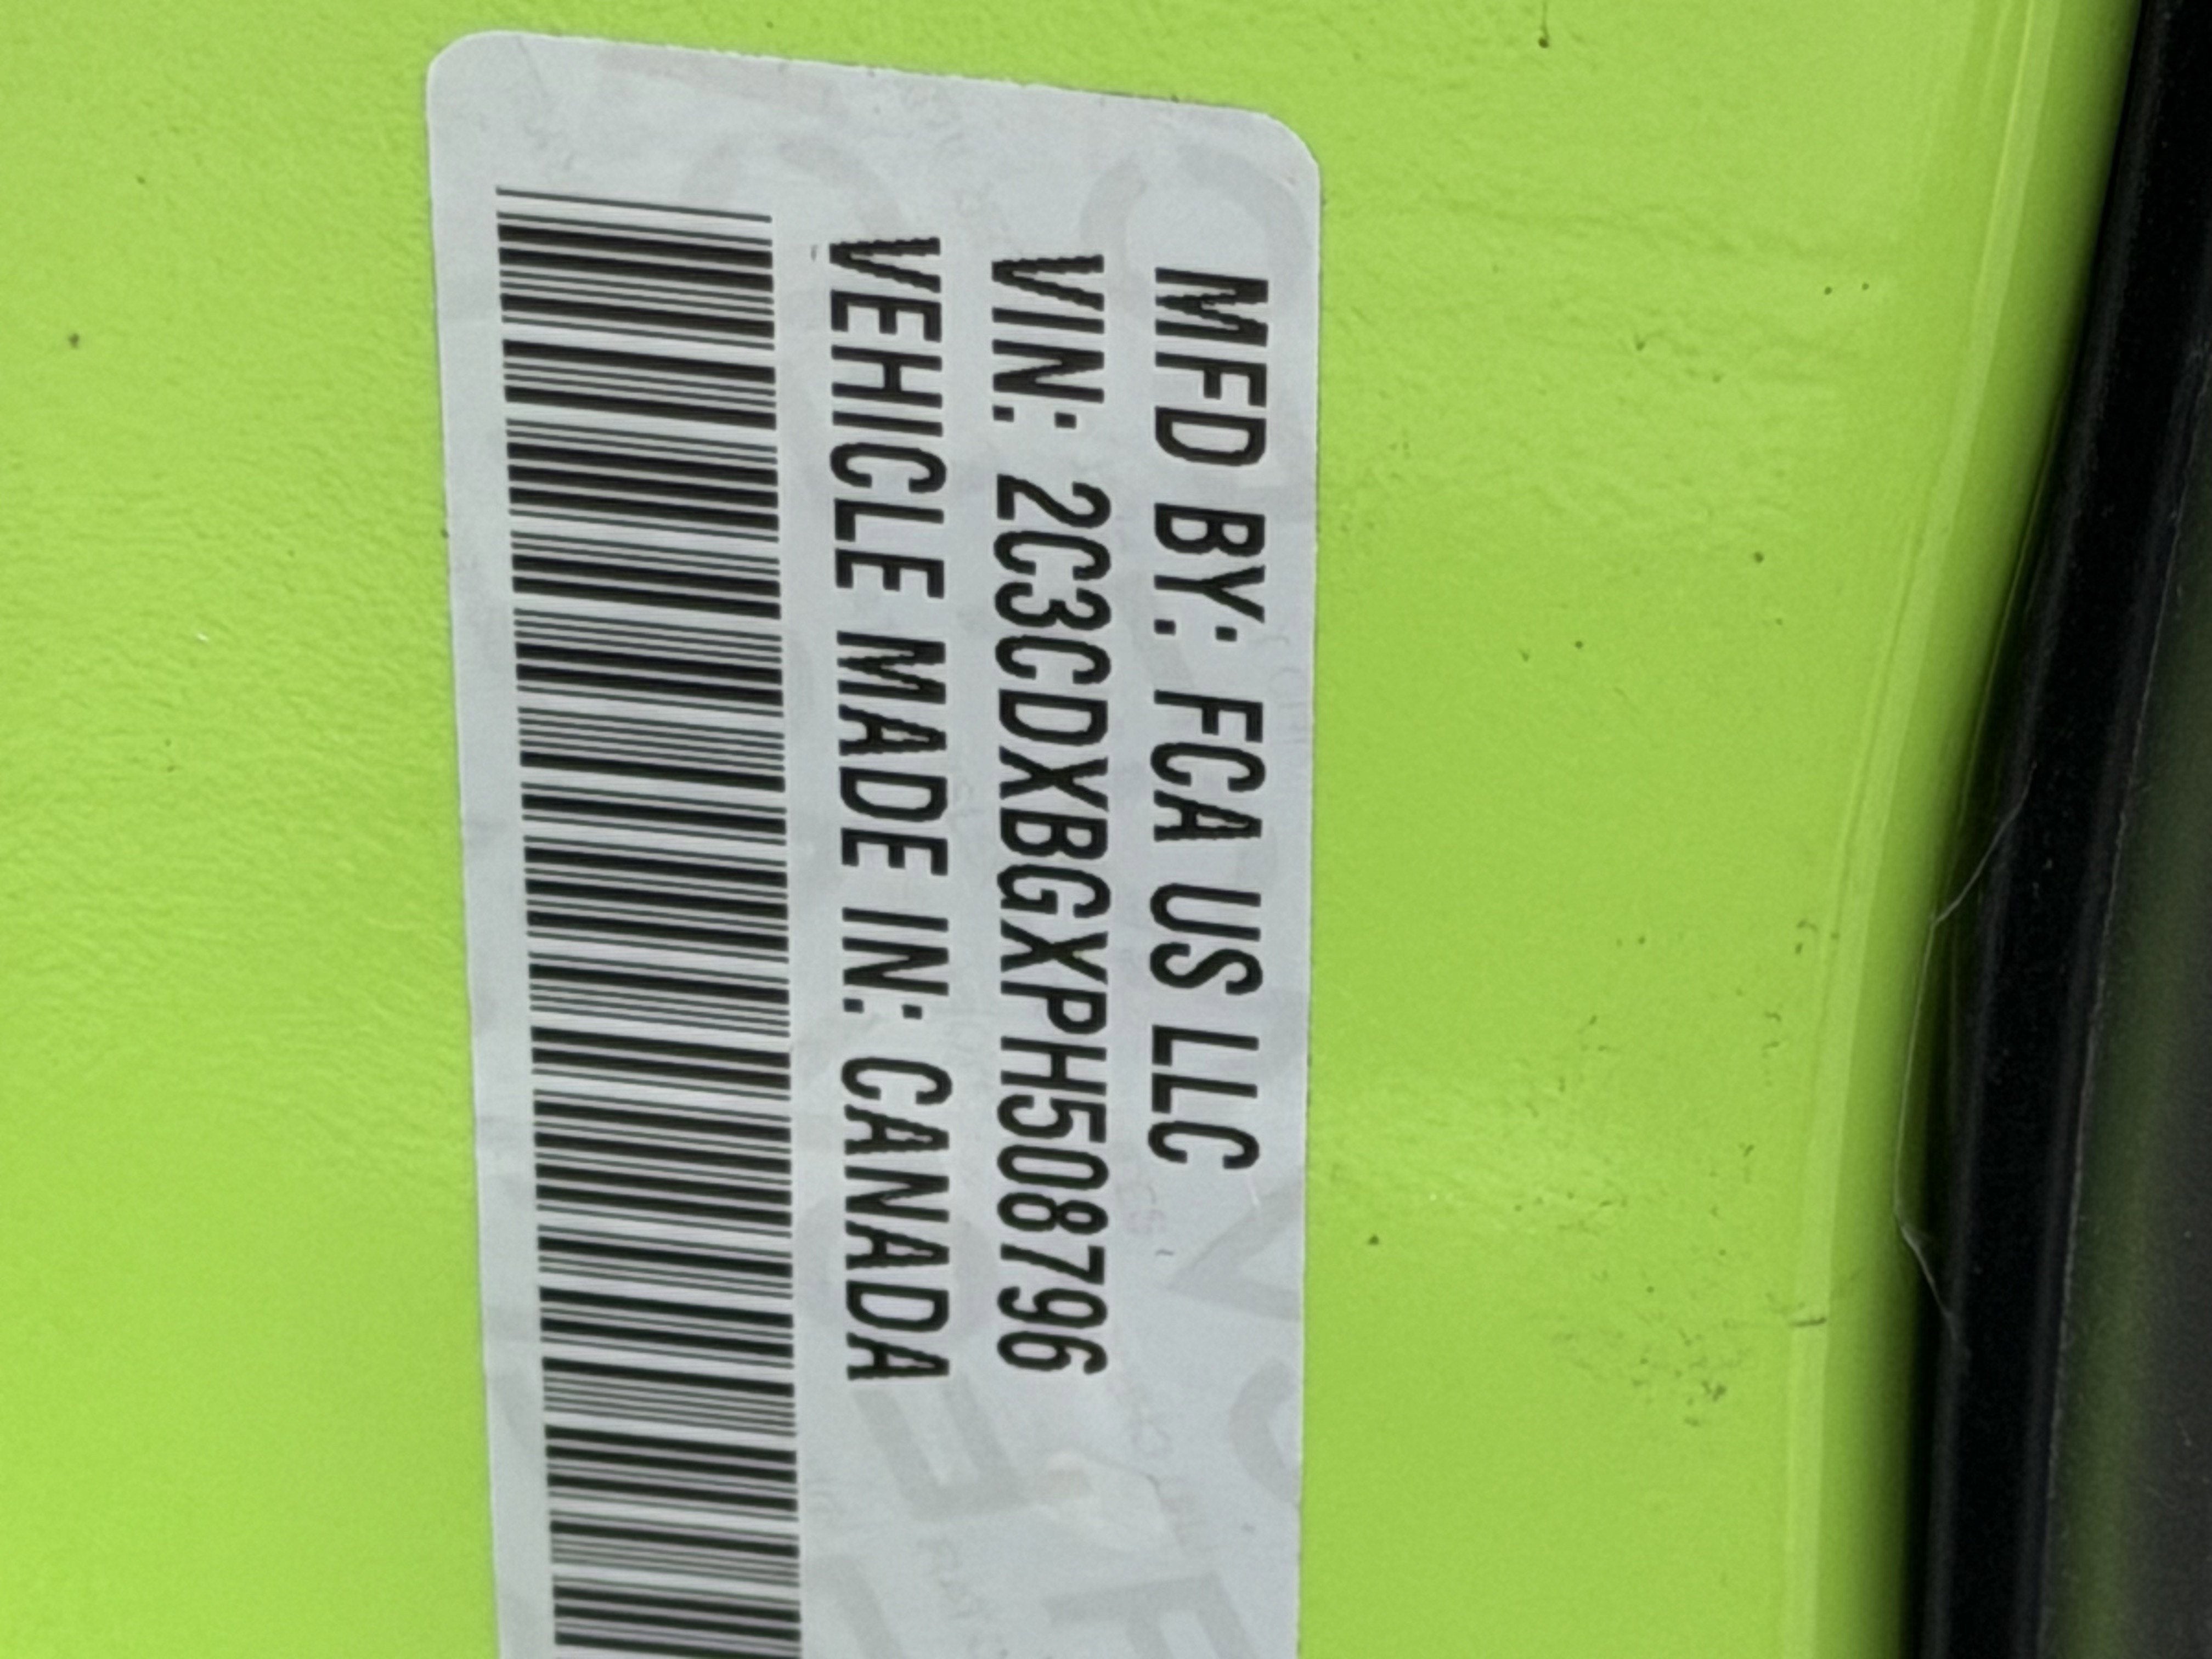 MFD BY: FCA US LLC
VIN: 2C3CDXBGXPH508796
VEHICLE MADE IN: CANADA